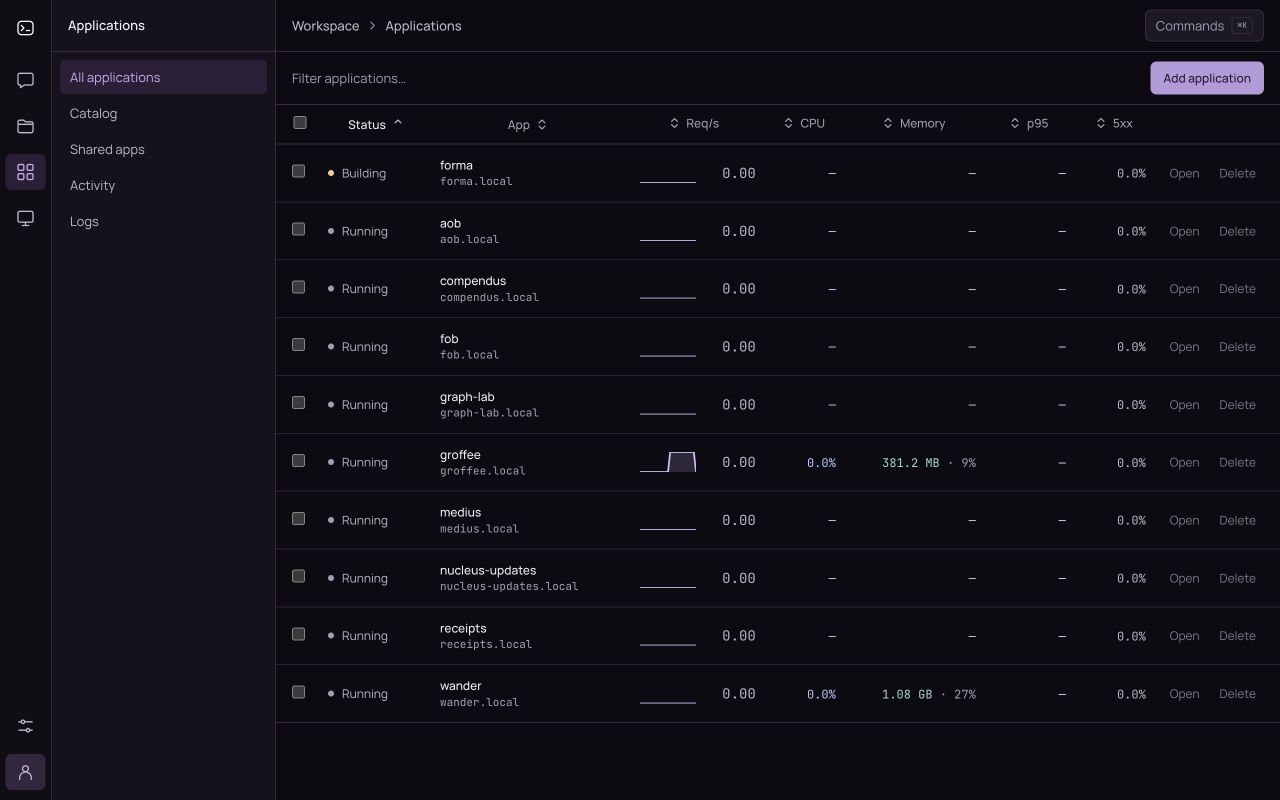 Applications
Workspace > Applications
Commands ⌘K
All applications
Catalog
Shared apps
Activity
Logs
Filter applications…
Add application
Status App Req/s CPU Memory p95 5xx
Building forma 0.00 — — — 0.0% Open Delete
forma.local
Running aob 0.00 — — — 0.0% Open Delete
aob.local
Running compendus 0.00 — — — 0.0% Open Delete
compendus.local
Running fob 0.00 — — — 0.0% Open Delete
fob.local
Running graph-lab 0.00 — — — 0.0% Open Delete
graph-lab.local
Running groffee 0.00 0.0% 381.2 MB · 9% — 0.0% Open Delete
groffee.local
Running medius 0.00 — — — 0.0% Open Delete
medius.local
Running nucleus-updates 0.00 — — — 0.0% Open Delete
nucleus-updates.local
Running receipts 0.00 — — — 0.0% Open Delete
receipts.local
Running wander 0.00 0.0% 1.08 GB · 27% — 0.0% Open Delete
wander.local